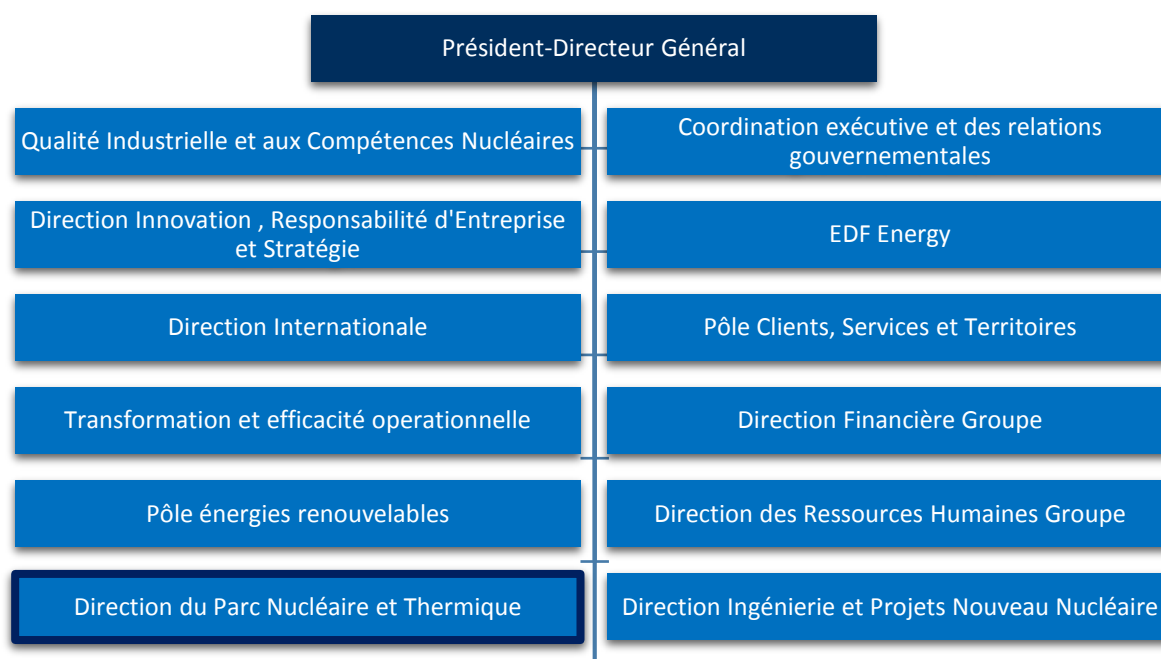 Président-Directeur Général
Qualité Industrielle et aux Compétences Nucléaires
Coordination exécutive et des relations
gouvernementales
Direction Innovation , Responsabilité d'Entreprise
et Stratégie
EDF Energy
Direction Internationale
Pôle Clients, Services et Territoires
Transformation et efficacité operationnelle
Direction Financière Groupe
Pôle énergies renouvelables
Direction des Ressources Humaines Groupe
Direction du Parc Nucléaire et Thermique
Direction Ingénierie et Projets Nouveau Nucléaire